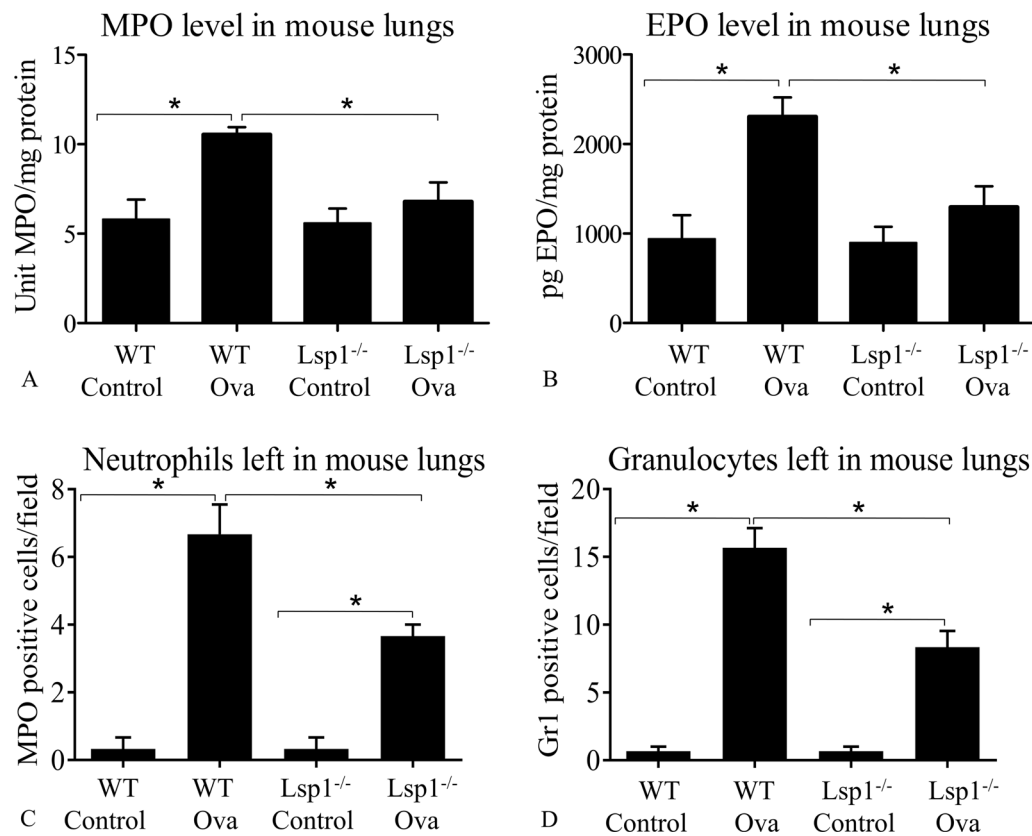 MPO level in mouse lungs
Unit MPO/mg protein
15
10
5
0
* *
WT Control
WT Ova
Lsp1⁻/⁻ Control
Lsp1⁻/⁻ Ova
A
EPO level in mouse lungs
pg EPO/mg protein
3000
2000
1000
0
* *
WT Control
WT Ova
Lsp1⁻/⁻ Control
Lsp1⁻/⁻ Ova
B
Neutrophils left in mouse lungs
MPO positive cells/field
8
6
4
2
0
* *
*
WT Control
WT Ova
Lsp1⁻/⁻ Control
Lsp1⁻/⁻ Ova
C
Granulocytes left in mouse lungs
Gr1 positive cells/field
20
15
10
5
0
* *
*
WT Control
WT Ova
Lsp1⁻/⁻ Control
Lsp1⁻/⁻ Ova
D